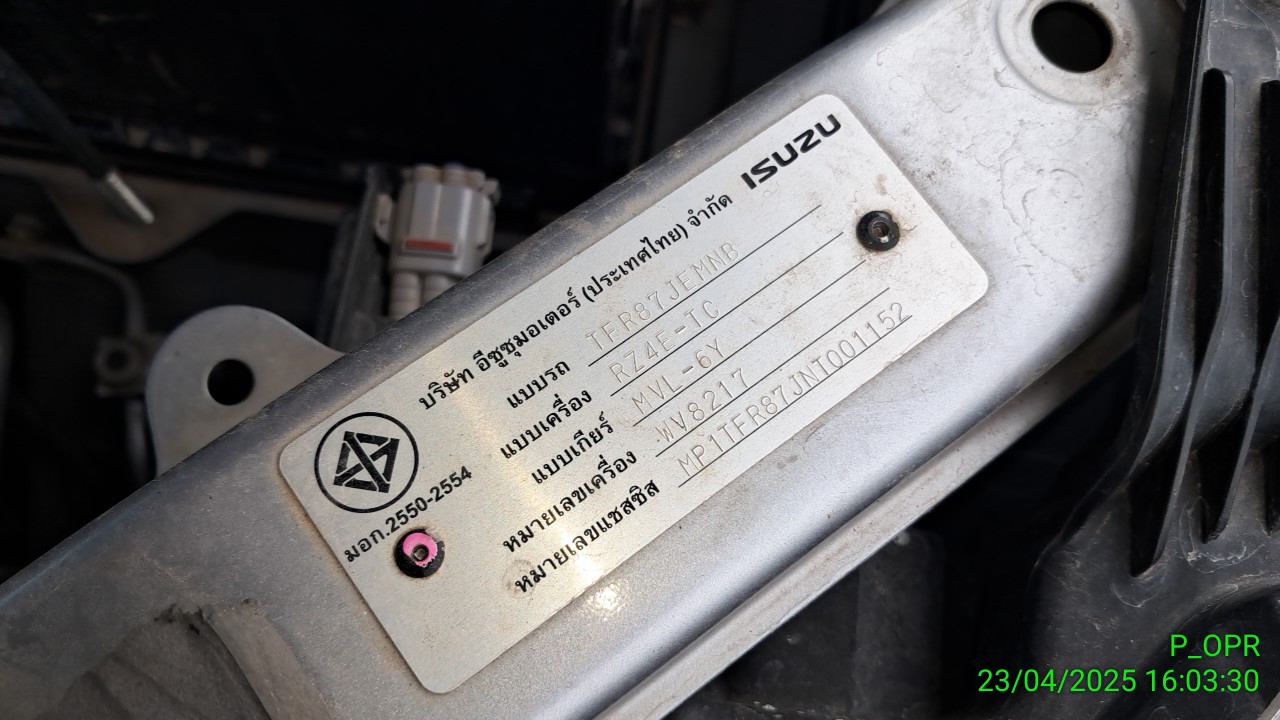 บริษัท อีซูซุมอเตอร์ (ประเทศไทย) จำกัด ISUZU
แบบรถ TFR87JEMNB
แบบเครื่อง RZ4E-TC
แบบเกียร์ MVL-6Y
หมายเลขเครื่อง WV8217
หมายเลขแชสซิส MP1TFR87JNT001152
มอก.2550-2554
P_OPR
23/04/2025 16:03:30